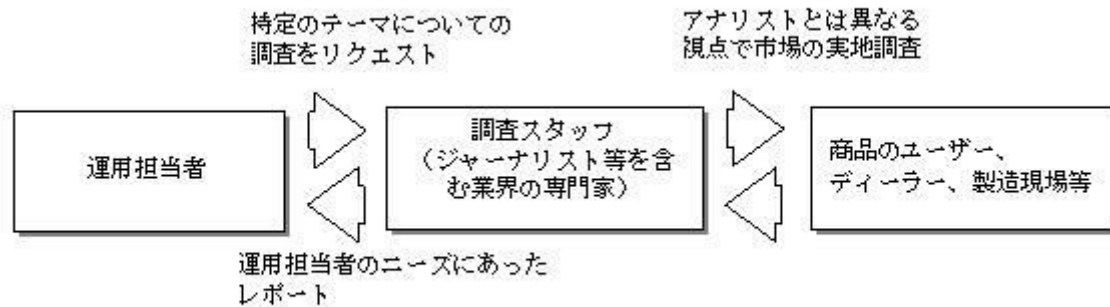 特定のテーマについての
調査をリクエスト
アナリストとは異なる
視点で市場の実地調査
運用担当者
調査スタッフ
（ジャーナリスト等を含
む業界の専門家）
商品のユーザー、
ディーラー、製造現場等
運用担当者のニーズにあった
レポート